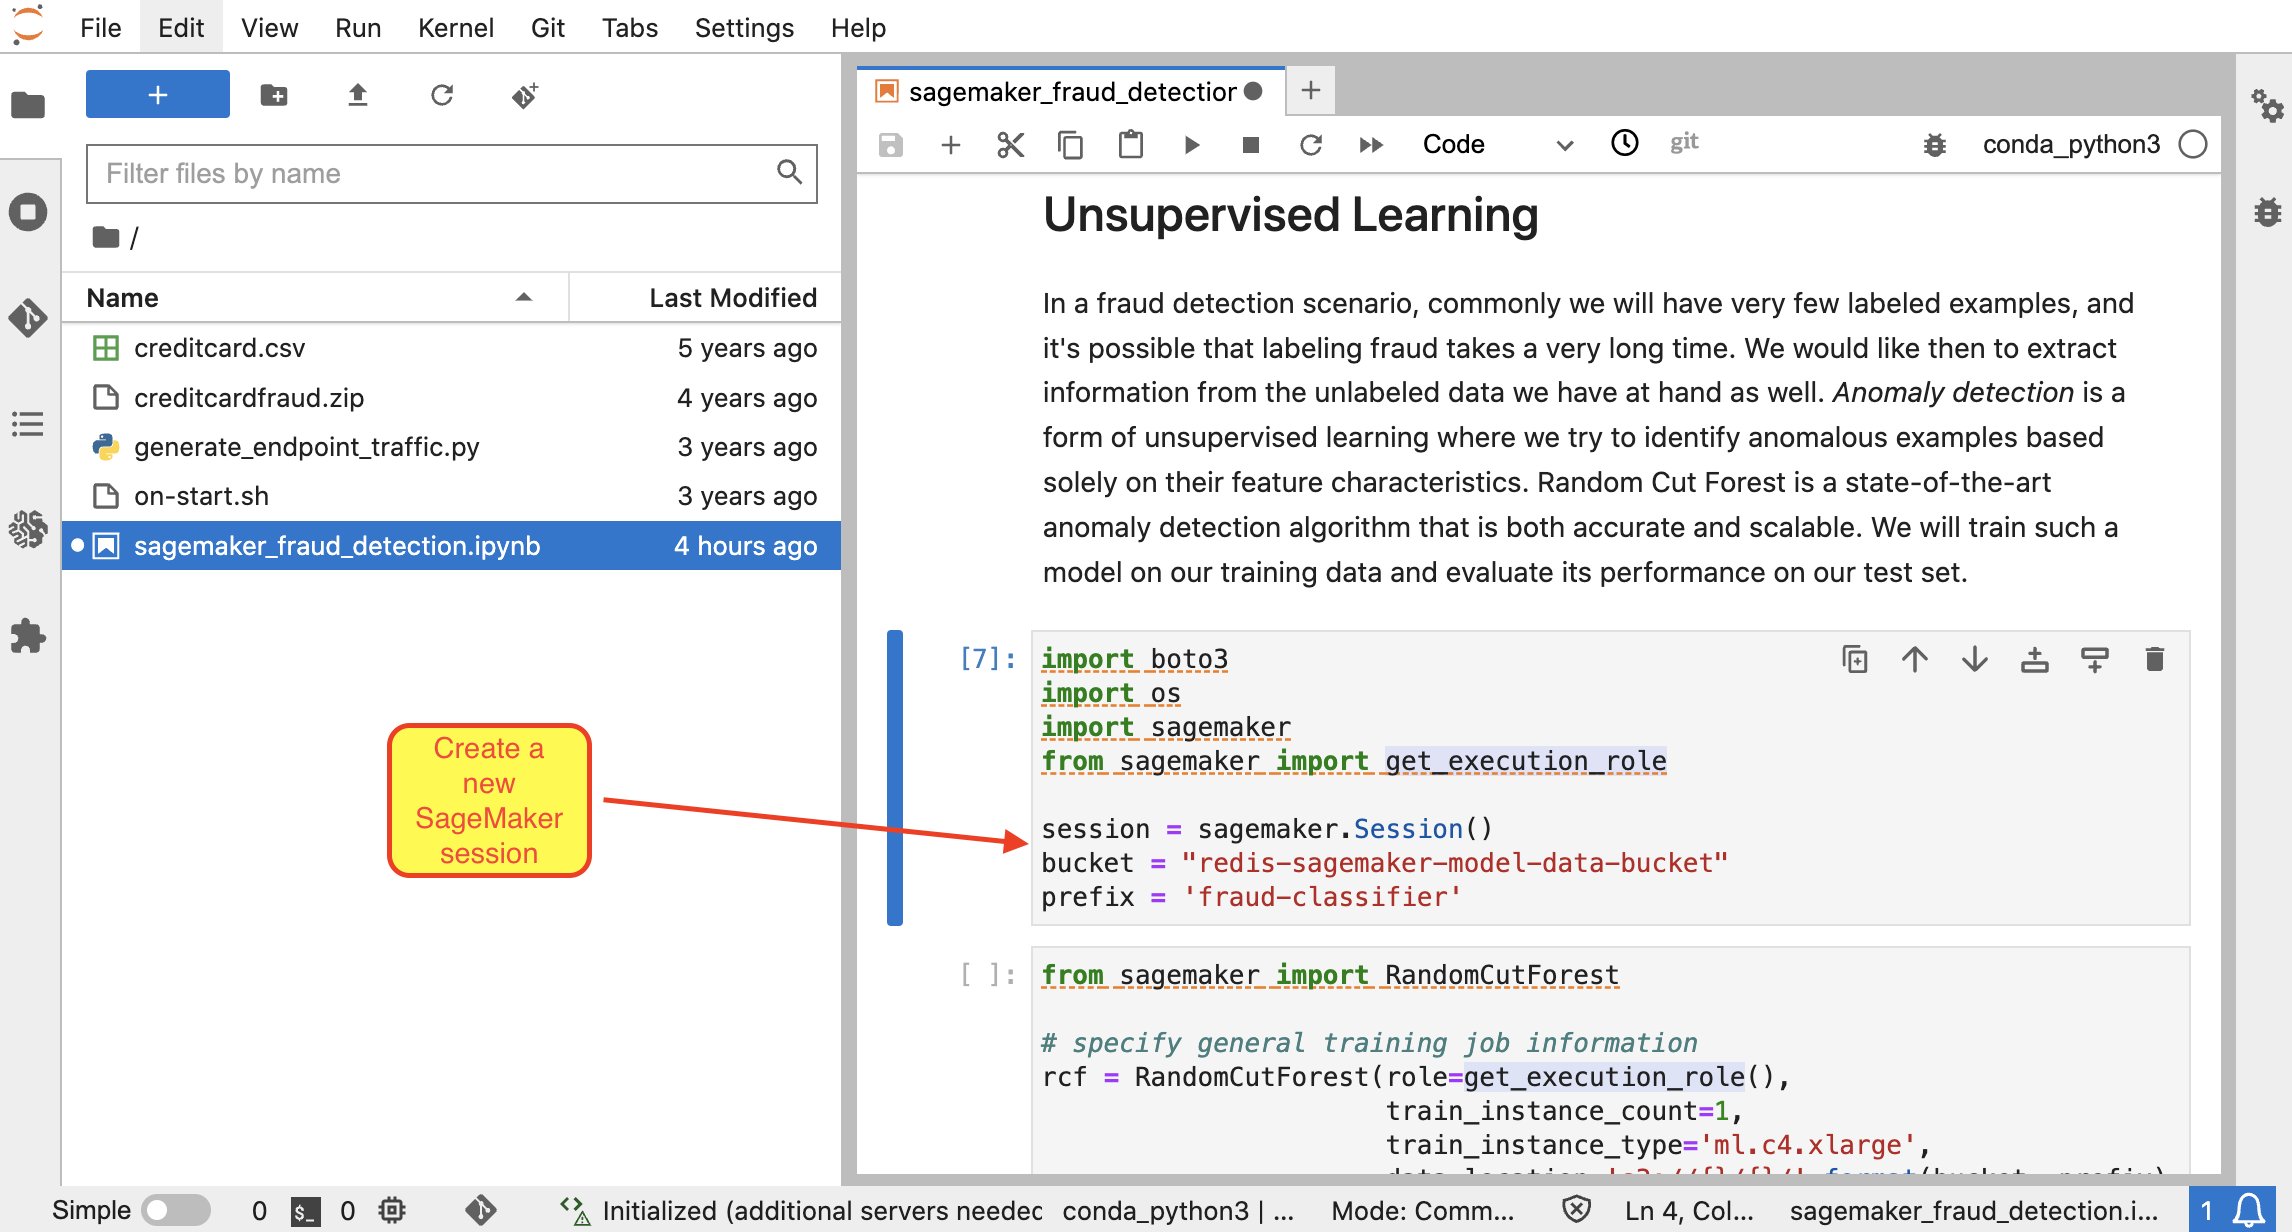 File Edit View Run Kernel Git Tabs Settings Help
Filter files by name
/
Name Last Modified
creditcard.csv 5 years ago
creditcardfraud.zip 4 years ago
generate_endpoint_traffic.py 3 years ago
on-start.sh 3 years ago
sagemaker_fraud_detection.ipynb 4 hours ago
Create a
new
SageMaker
session
sagemaker_fraud_detection
Code git conda_python3
Unsupervised Learning
In a fraud detection scenario, commonly we will have very few labeled examples, and
it's possible that labeling fraud takes a very long time. We would like then to extract
information from the unlabeled data we have at hand as well. Anomaly detection is a
form of unsupervised learning where we try to identify anomalous examples based
solely on their feature characteristics. Random Cut Forest is a state-of-the-art
anomaly detection algorithm that is both accurate and scalable. We will train such a
model on our training data and evaluate its performance on our test set.
[7]: import boto3
import os
import sagemaker
from sagemaker import get_execution_role
session = sagemaker.Session()
bucket = "redis-sagemaker-model-data-bucket"
prefix = 'fraud-classifier'
[ ]: from sagemaker import RandomCutForest
# specify general training job information
rcf = RandomCutForest(role=get_execution_role(),
train_instance_count=1,
train_instance_type='ml.c4.xlarge',
Simple 0 $_ 0 Initialized (additional servers needed conda_python3 | ... Mode: Comm... Ln 4, Col... sagemaker_fraud_detection.i... 1